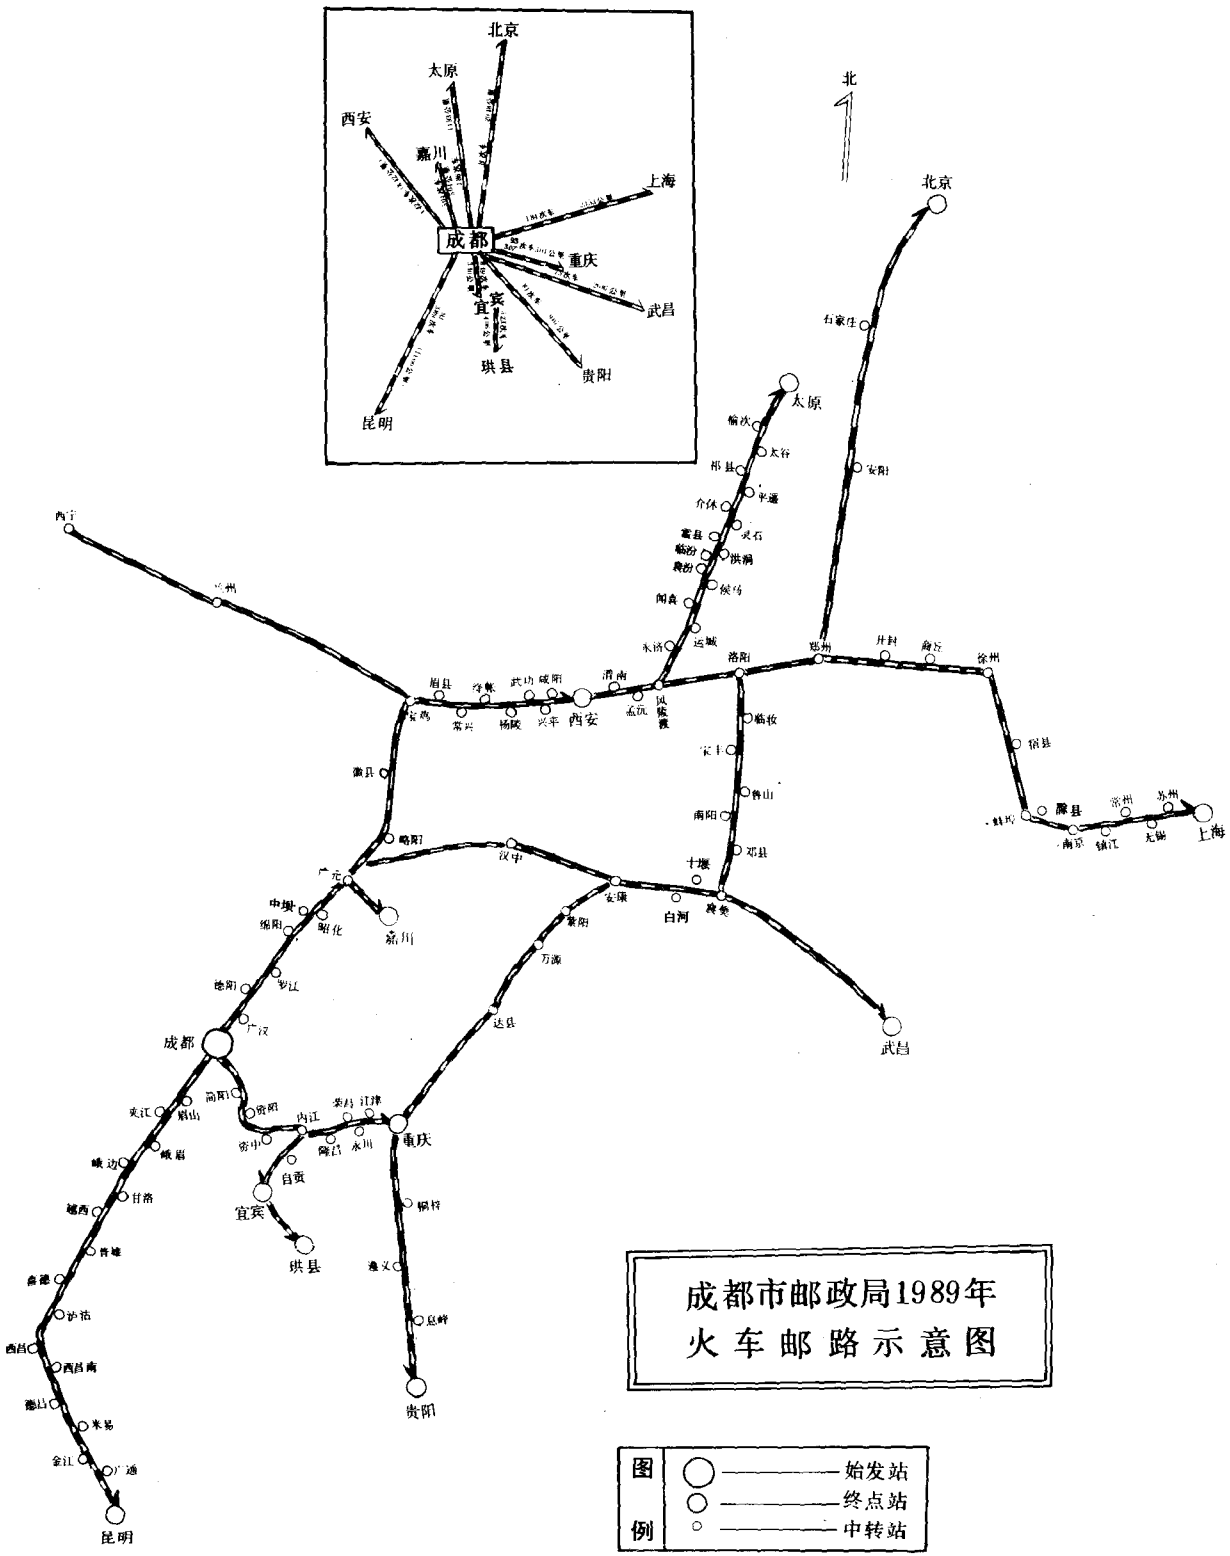 北京
太原
西安
嘉川
上海
成都
重庆
宜宾
武昌
珙县
贵阳
昆明
北
北京
石家庄
安阳
太原
榆次
太谷
祁县
平遥
介休
灵石
霍县
临汾
洪洞
襄汾
侯马
闻喜
运城
永济
西宁
州
宝鸡
眉县
常兴
绛帐
杨陵
武功
兴平
咸阳
西安
渭南
孟沅
风陵渡
洛阳
郑州
开封
商丘
徐州
宿县
蚌埠
滁县
南京
镇江
常州
无锡
苏州
上海
临汝
宝丰
鲁山
南阳
邓县
襄樊
十堰
白河
安康
汉中
紫阳
万源
达县
武昌
徽县
略阳
广元
嘉川
中坝
昭化
绵阳
罗江
德阳
广汉
成都
简阳
资阳
资中
内江
隆昌
荣昌
永川
江津
重庆
自贡
宜宾
珙县
桐梓
遵义
息峰
贵阳
夹江
眉山
峨眉
峨边
甘洛
越西
普雄
喜德
泸沽
西昌
西昌南
德昌
米易
金江
广通
昆明
成都市邮政局1989年
火车邮路示意图
图例
始发站
终点站
中转站